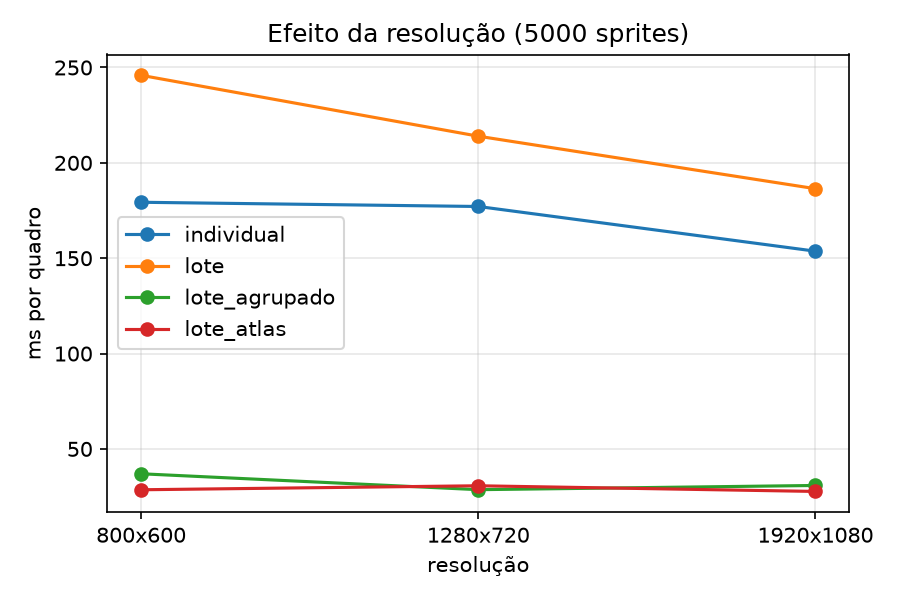 Efeito da resolução (5000 sprites)
ms por quadro
250
200
150
100
50
individual
lote
lote_agrupado
lote_atlas
800x600
1280x720
1920x1080
resolução